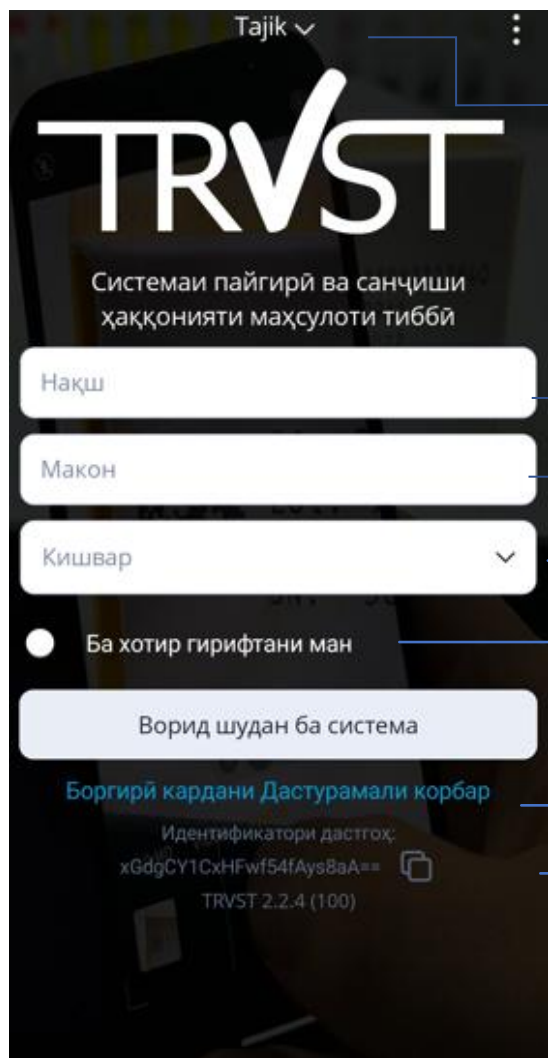 Tajik
TRVST
Системаи пайгирӣ ва санҷиши
ҳаққонияти маҳсулоти тиббӣ
Нақш
Макон
Кишвар
Ба хотир гирифтани ман
Ворид шудан ба система
Боргирӣ кардани Дастурамали корбар
Идентификатори дастгоҳ:
xGdgCY1CxHFwf54fAys8aA==
TRVST 2.2.4 (100)